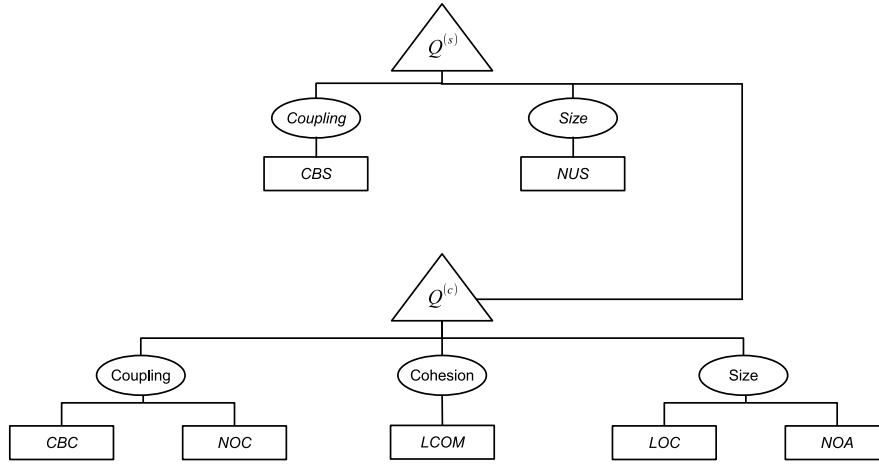 Q^(s)
Coupling
Size
CBS
NUS
Q^(c)
Coupling
Cohesion
Size
CBC
NOC
LCOM
LOC
NOA